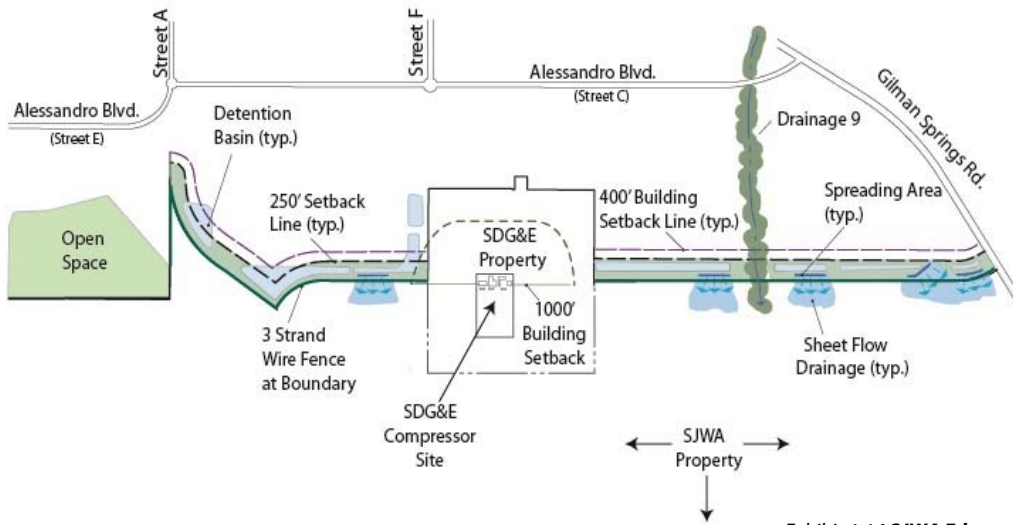 Street A
Street F
Alessandro Blvd.
(Street E)
Alessandro Blvd.
(Street C)
Gilman Springs Rd.
Detention
Basin (typ.)
Drainage 9
250' Setback
Line (typ.)
400' Building
Setback Line (typ.)
Spreading Area
(typ.)
Open
Space
SDG&E
Property
1000'
Building
Setback
3 Strand
Wire Fence
at Boundary
Sheet Flow
Drainage (typ.)
SDG&E
Compressor
Site
SJWA
Property